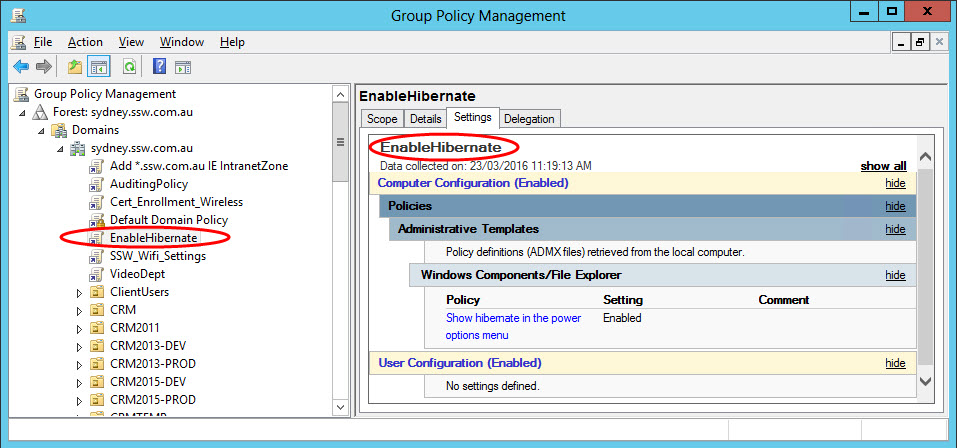 Group Policy Management
File Action View Window Help
Group Policy Management
Forest: sydney.ssw.com.au
Domains
sydney.ssw.com.au
Add *.ssw.com.au IE IntranetZone
AuditingPolicy
Cert_Enrollment_Wireless
Default Domain Policy
EnableHibernate
SSW_Wifi_Settings
VideoDept
ClientUsers
CRM
CRM2011
CRM2013-DEV
CRM2013-PROD
CRM2015-DEV
CRM2015-PROD
CRMTEMP
EnableHibernate
Scope Details Settings Delegation
EnableHibernate
Data collected on: 23/03/2016 11:19:13 AM show all
Computer Configuration (Enabled) hide
Policies hide
Administrative Templates hide
Policy definitions (ADMX files) retrieved from the local computer.
Windows Components/File Explorer hide
Policy Setting Comment
Show hibernate in the power Enabled
options menu
User Configuration (Enabled) hide
No settings defined.